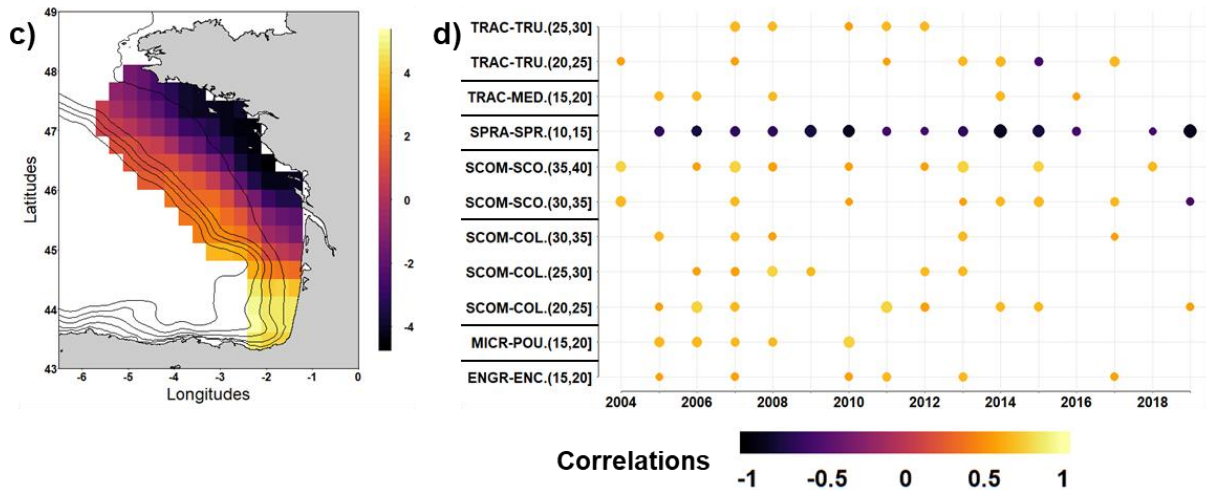 c)
49
48
47
46
45
44
43
Latitudes
-6 -5 -4 -3 -2 -1 0
Longitudes
4
2
0
-2
-4
d)
TRAC-TRU.(25,30]
TRAC-TRU.(20,25]
TRAC-MED.(15,20]
SPRA-SPR.(10,15]
SCOM-SCO.(35,40]
SCOM-SCO.(30,35]
SCOM-COL.(30,35]
SCOM-COL.(25,30]
SCOM-COL.(20,25]
MICR-POU.(15,20]
ENGR-ENC.(15,20]
2004 2006 2008 2010 2012 2014 2016 2018
Correlations
-1 -0.5 0 0.5 1